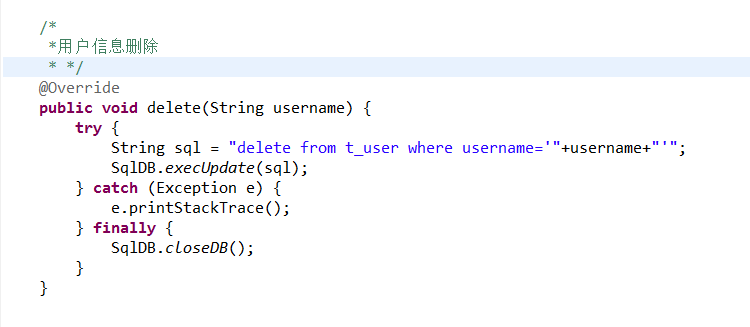 /*
 *用户信息删除
 * */
@Override
public void delete(String username) {
    try {
        String sql = "delete from t_user where username='"+username+"'";
        SqlDB.execUpdate(sql);
    } catch (Exception e) {
        e.printStackTrace();
    } finally {
        SqlDB.closeDB();
    }
}